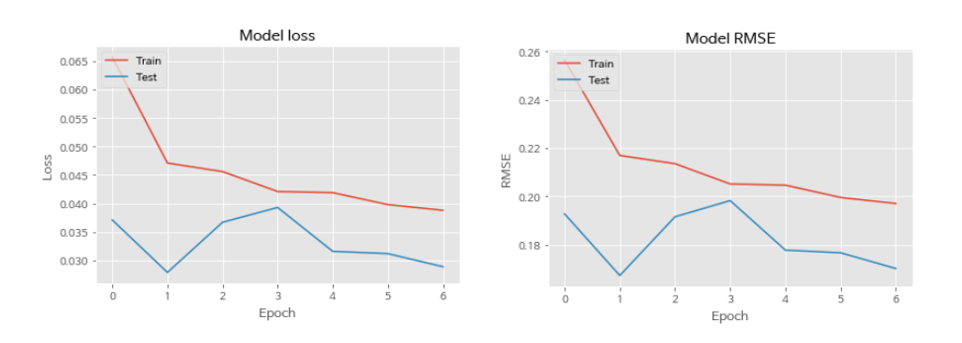 Model loss
Train
Test
0.065
0.060
0.055
0.050
0.045
0.040
0.035
0.030
Loss
0 1 2 3 4 5 6
Epoch
Model RMSE
Train
Test
0.26
0.24
0.22
0.20
0.18
RMSE
0 1 2 3 4 5 6
Epoch